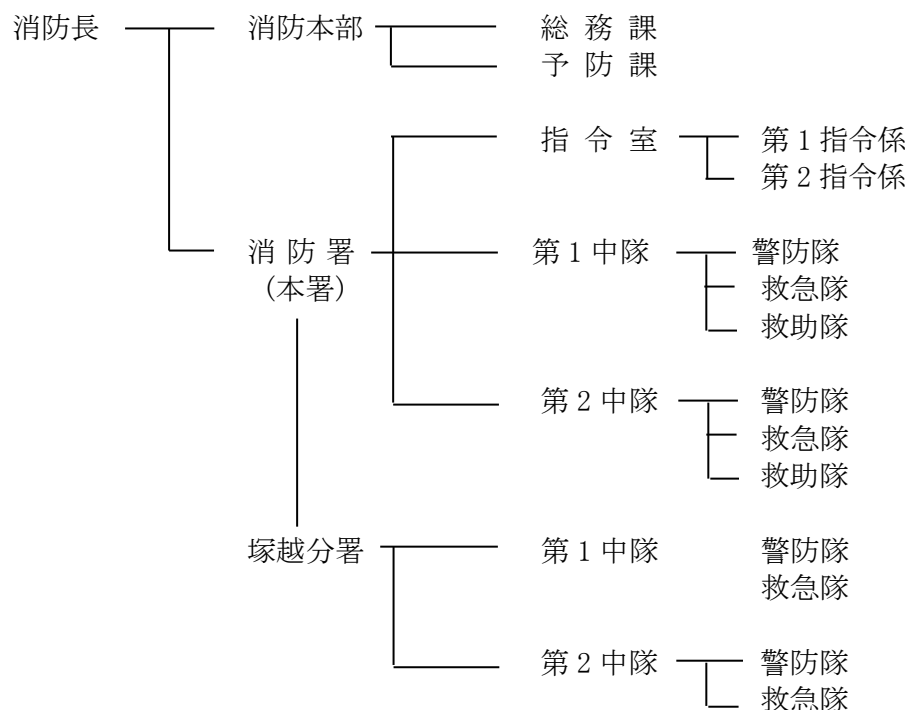 消防長 消防本部 総務課
予防課
指令室 第1指令係
第2指令係
消防署 第1中隊 警防隊
(本署) 救急隊
救助隊
第2中隊 警防隊
救急隊
救助隊
塚越分署 第1中隊 警防隊
救急隊
第2中隊 警防隊
救急隊